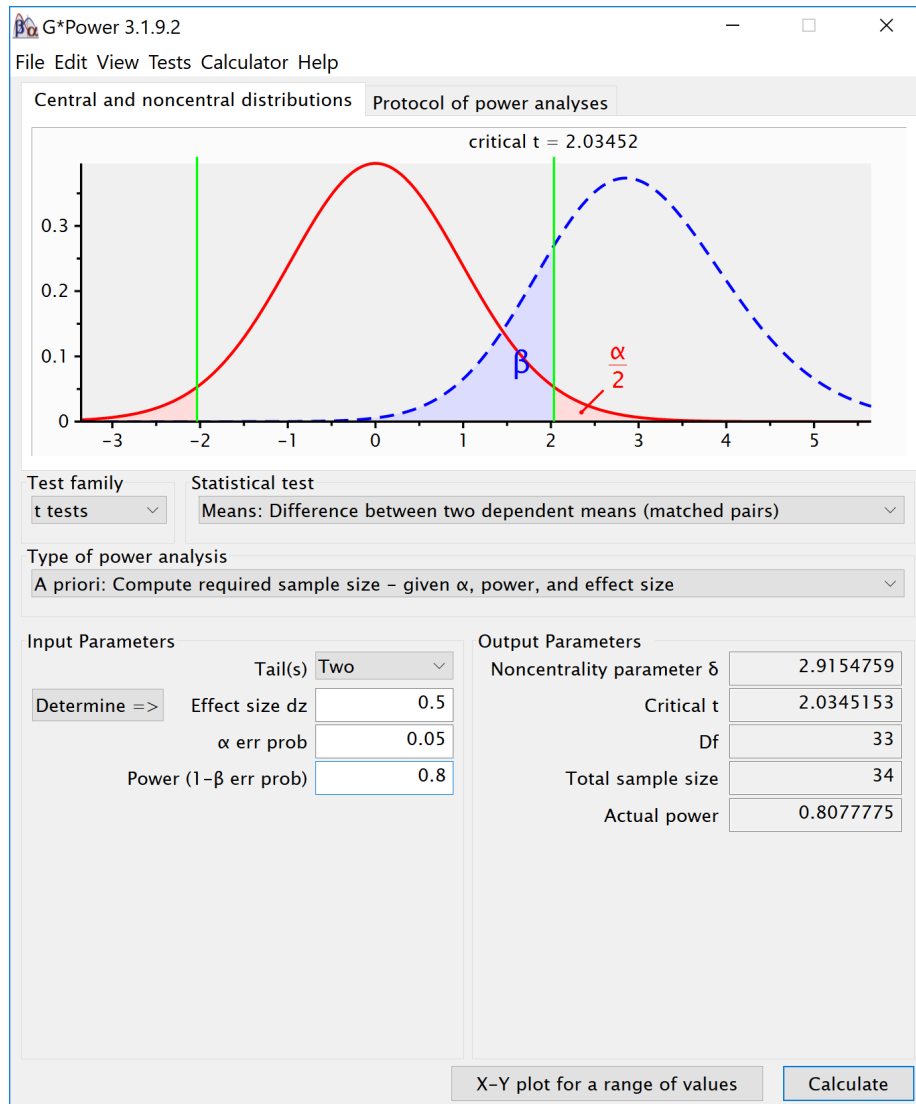 G*Power 3.1.9.2
File Edit View Tests Calculator Help
Central and noncentral distributions Protocol of power analyses
critical t = 2.03452
0.3
0.2
0.1
0
β
α
2
-3 -2 -1 0 1 2 3 4 5
Test family
t tests
Statistical test
Means: Difference between two dependent means (matched pairs)
Type of power analysis
A priori: Compute required sample size – given α, power, and effect size
Input Parameters
Tail(s) Two
Determine => Effect size dz 0.5
α err prob 0.05
Power (1-β err prob) 0.8
Output Parameters
Noncentrality parameter δ 2.9154759
Critical t 2.0345153
Df 33
Total sample size 34
Actual power 0.8077775
X-Y plot for a range of values Calculate